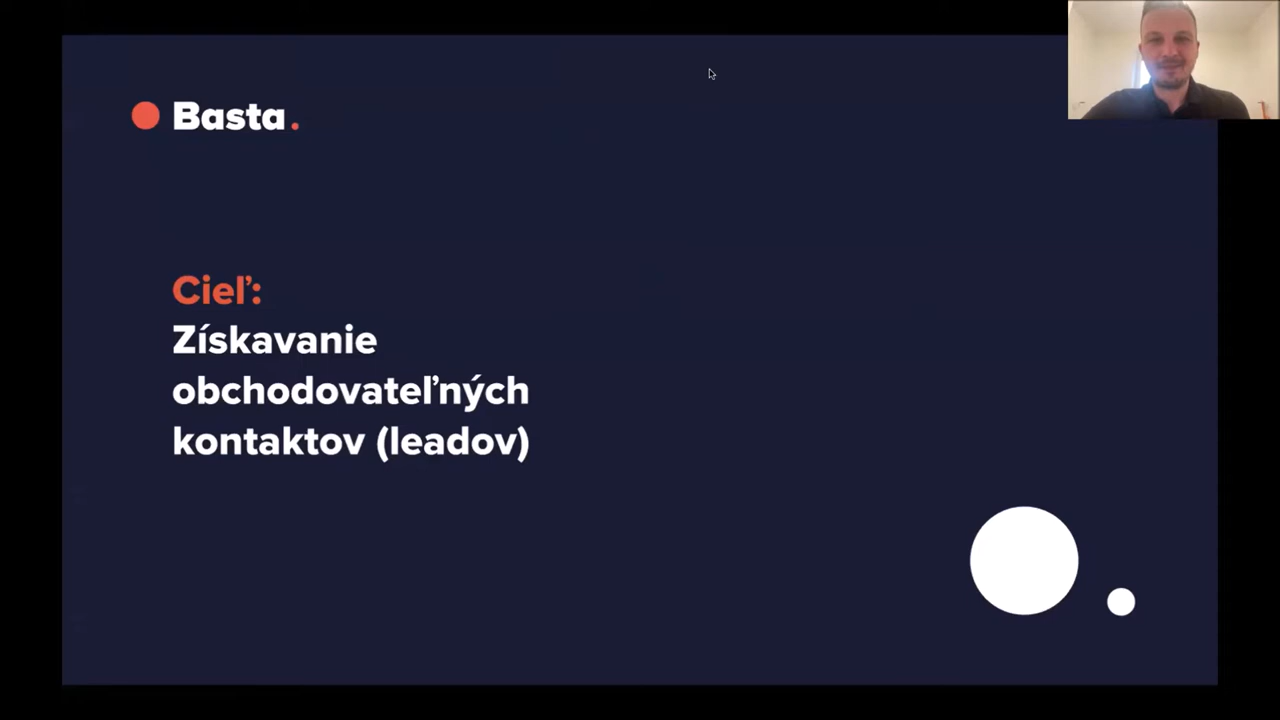 Basta.
Cieľ:
Získavanie
obchodovateľných
kontaktov (leadov)